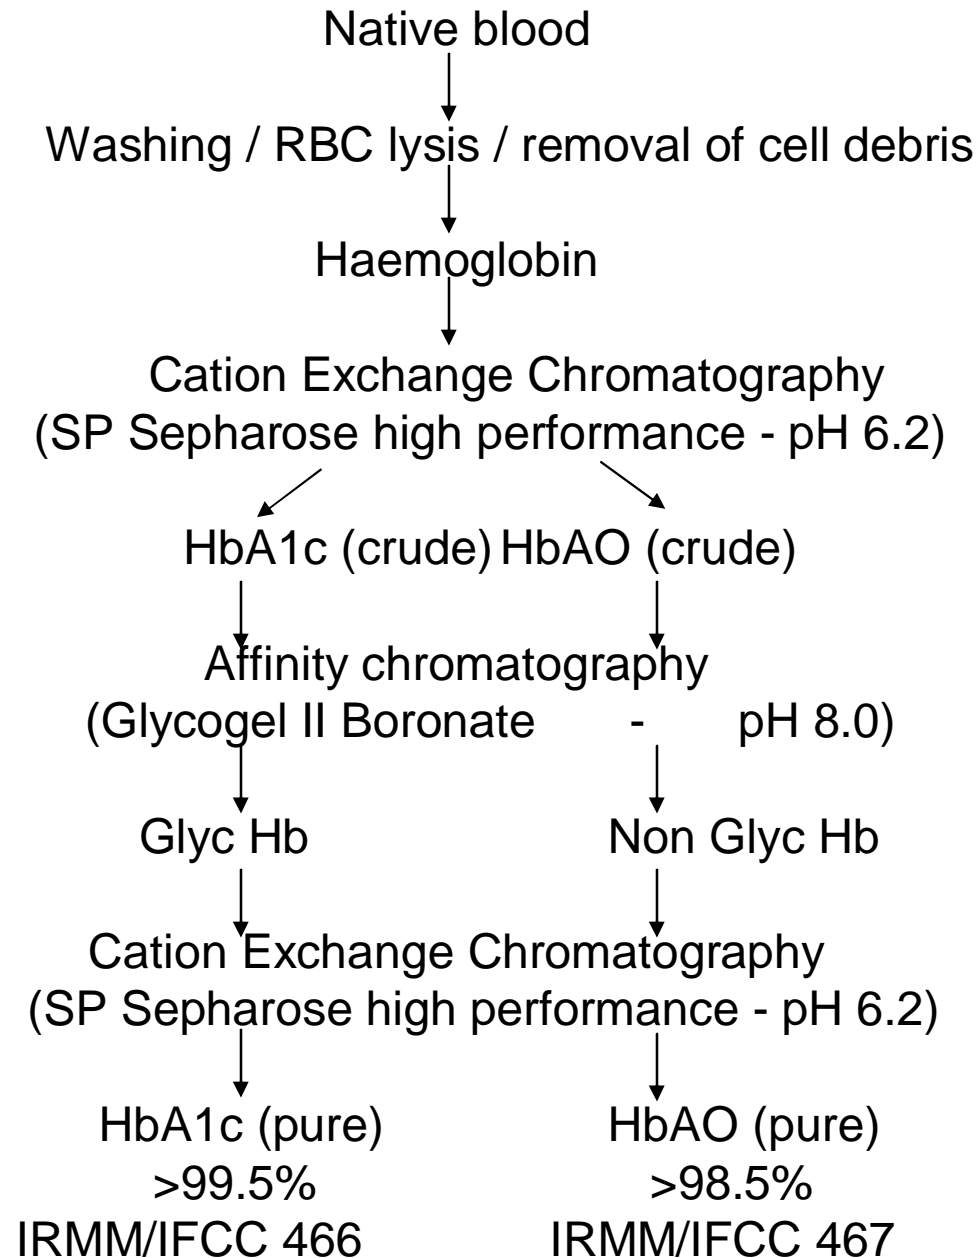 Native blood
Washing / RBC lysis / removal of cell debris
Haemoglobin
Cation Exchange Chromatography
(SP Sepharose high performance - pH 6.2)
HbA1c (crude) HbAO (crude)
Affinity chromatography
(Glycogel II Boronate - pH 8.0)
Glyc Hb Non Glyc Hb
Cation Exchange Chromatography
(SP Sepharose high performance - pH 6.2)
HbA1c (pure) HbAO (pure)
>99.5% >98.5%
IRMM/IFCC 466 IRMM/IFCC 467